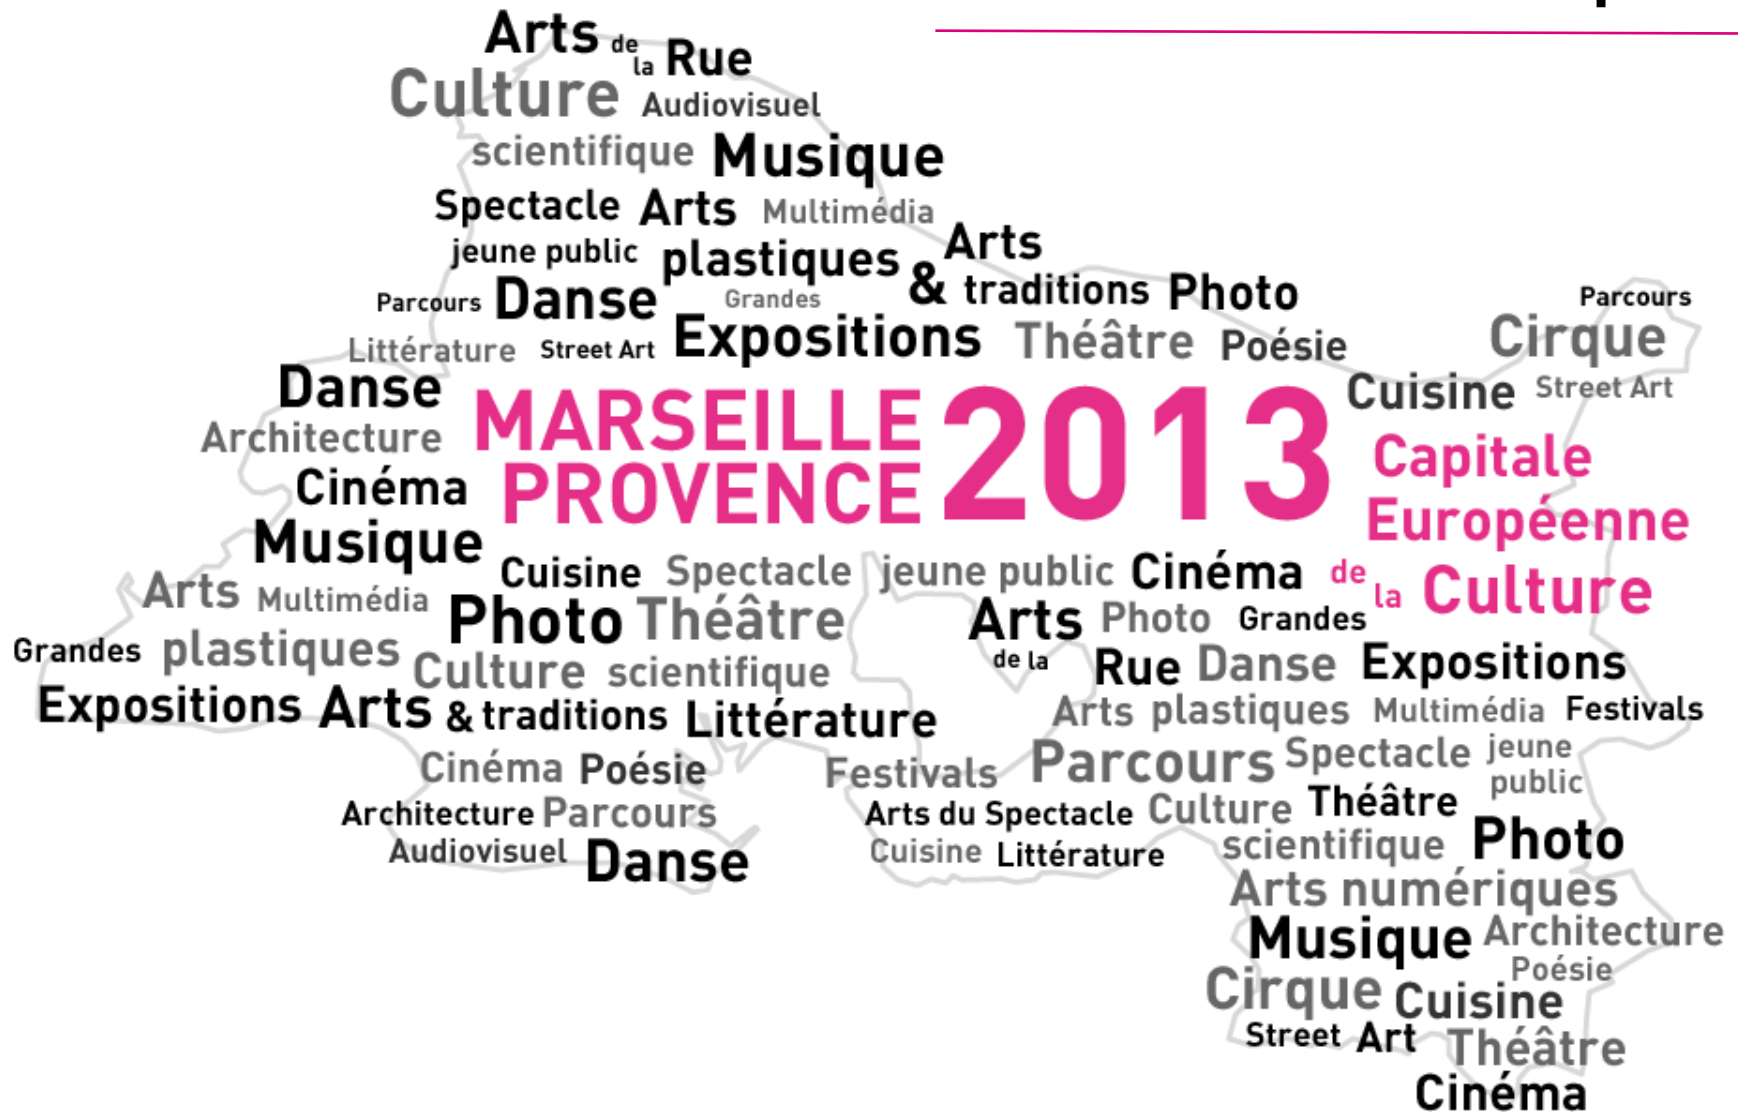 Arts de la Rue
Culture Audiovisuel
scientifique Musique
Spectacle Arts Multimédia
jeune public plastiques Arts
& traditions Photo
Parcours Danse Grandes
Parcours
Littérature Street Art Expositions Théâtre Poésie Cirque
Danse
Cuisine Street Art
Architecture
MARSEILLE
PROVENCE 2013
Capitale
Européenne
de la Culture
Cinéma
Musique
Cuisine Spectacle jeune public Cinéma
Arts Multimédia Photo Théâtre Arts Photo Grandes
Grandes plastiques Culture scientifique de la Rue Danse Expositions
Expositions Arts & traditions Littérature Arts plastiques Multimédia Festivals
Cinéma Poésie Festivals Parcours Spectacle jeune
public
Architecture Parcours Arts du Spectacle Culture Théâtre
Audiovisuel Danse Cuisine Littérature scientifique Photo
Arts numériques
Musique Architecture
Poésie
Cirque Cuisine
Street Art Théâtre
Cinéma